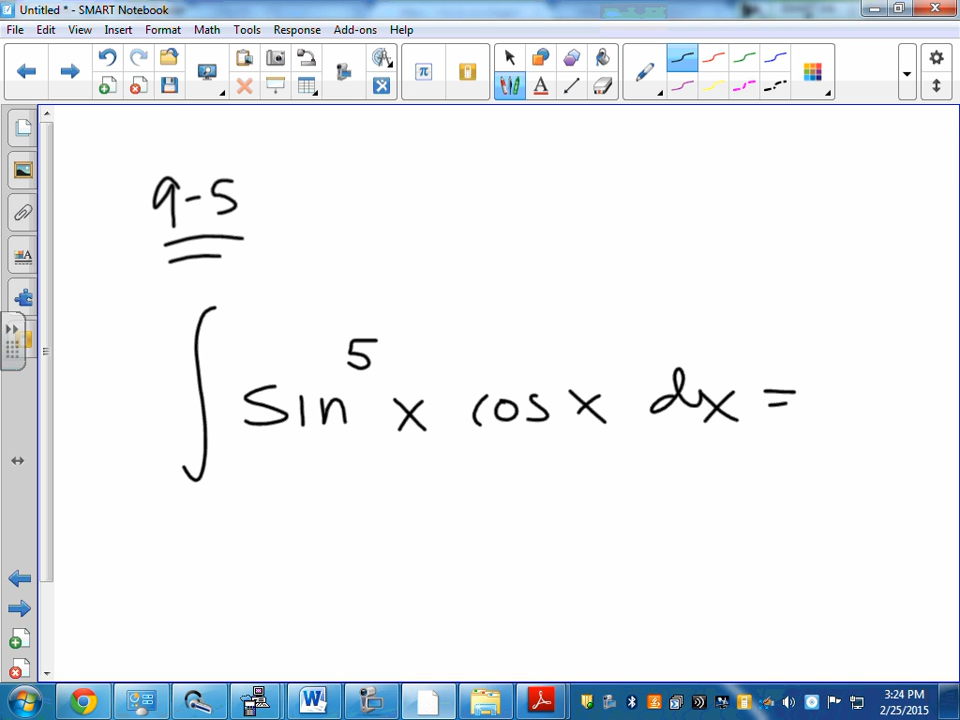 Untitled * - SMART Notebook
File Edit View Insert Format Math Tools Response Add-ons Help
9-5
∫ sin⁵ x cos x dx =
3:24 PM
2/25/2015